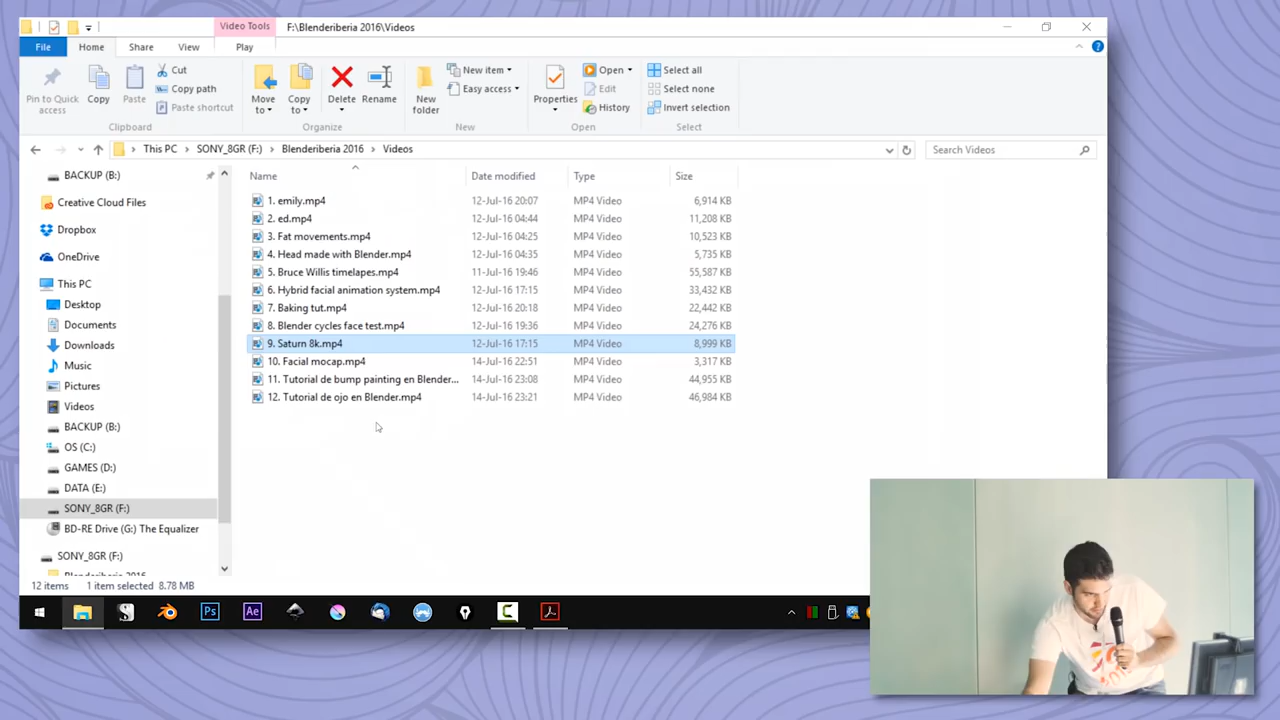 Video Tools
F:\Blenderiberia 2016\Videos
File Home Share View Play
Pin to Quick access
Copy
Paste
Cut
Copy path
Paste shortcut
Clipboard
Move to
Copy to
Delete
Rename
Organize
New folder
New item
Easy access
New
Properties
Open
Edit
History
Open
Select all
Select none
Invert selection
Select
This PC > SONY_8GR (F:) > Blenderiberia 2016 > Videos
Search Videos
BACKUP (B:)
Creative Cloud Files
Dropbox
OneDrive
This PC
Desktop
Documents
Downloads
Music
Pictures
Videos
BACKUP (B:)
OS (C:)
GAMES (D:)
DATA (E:)
SONY_8GR (F:)
BD-RE Drive (G:) The Equalizer
SONY_8GR (F:)
Blenderiberia 2016
Name Date modified Type Size
1. emily.mp4 12-Jul-16 20:07 MP4 Video 6,914 KB
2. ed.mp4 12-Jul-16 04:44 MP4 Video 11,208 KB
3. Fat movements.mp4 12-Jul-16 04:25 MP4 Video 10,523 KB
4. Head made with Blender.mp4 12-Jul-16 04:35 MP4 Video 5,735 KB
5. Bruce Willis timelapes.mp4 11-Jul-16 19:46 MP4 Video 55,587 KB
6. Hybrid facial animation system.mp4 12-Jul-16 17:15 MP4 Video 33,432 KB
7. Baking tut.mp4 12-Jul-16 20:18 MP4 Video 22,442 KB
8. Blender cycles face test.mp4 12-Jul-16 19:36 MP4 Video 24,276 KB
9. Saturn 8k.mp4 12-Jul-16 17:15 MP4 Video 8,999 KB
10. Facial mocap.mp4 14-Jul-16 22:51 MP4 Video 3,317 KB
11. Tutorial de bump painting en Blender... 14-Jul-16 23:08 MP4 Video 44,955 KB
12. Tutorial de ojo en Blender.mp4 14-Jul-16 23:21 MP4 Video 46,984 KB
12 items 1 item selected 8.78 MB
Ps
Ae